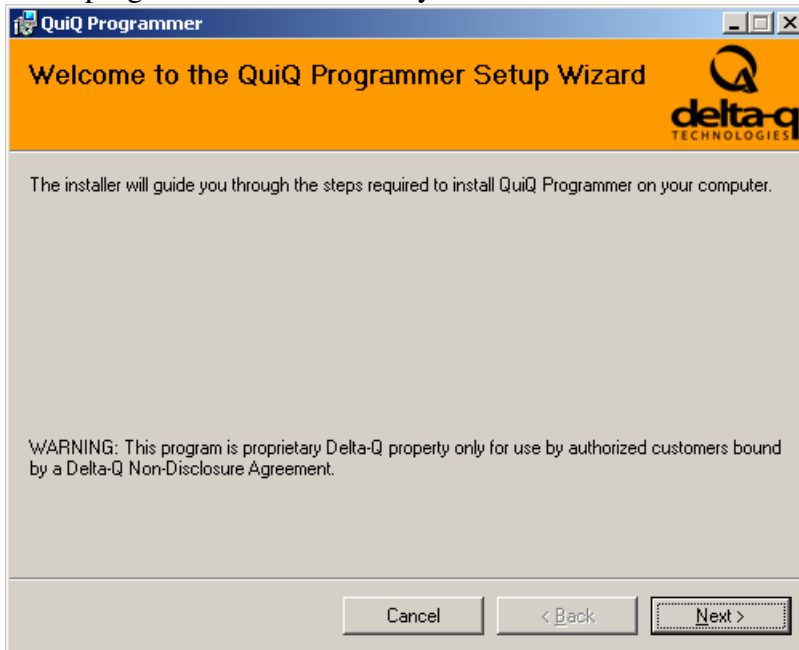 QuiQ Programmer
Welcome to the QuiQ Programmer Setup Wizard
delta-q
TECHNOLOGIES
The installer will guide you through the steps required to install QuiQ Programmer on your computer.
WARNING: This program is proprietary Delta-Q property only for use by authorized customers bound
by a Delta-Q Non-Disclosure Agreement.
Cancel
< Back
Next >